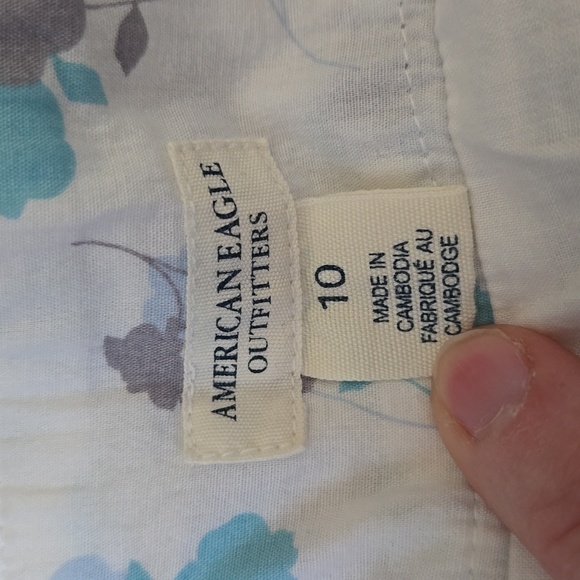 AMERICAN EAGLE
OUTFITTERS
10
MADE IN
CAMBODIA
FABRIQUÉ AU
CAMBODGE